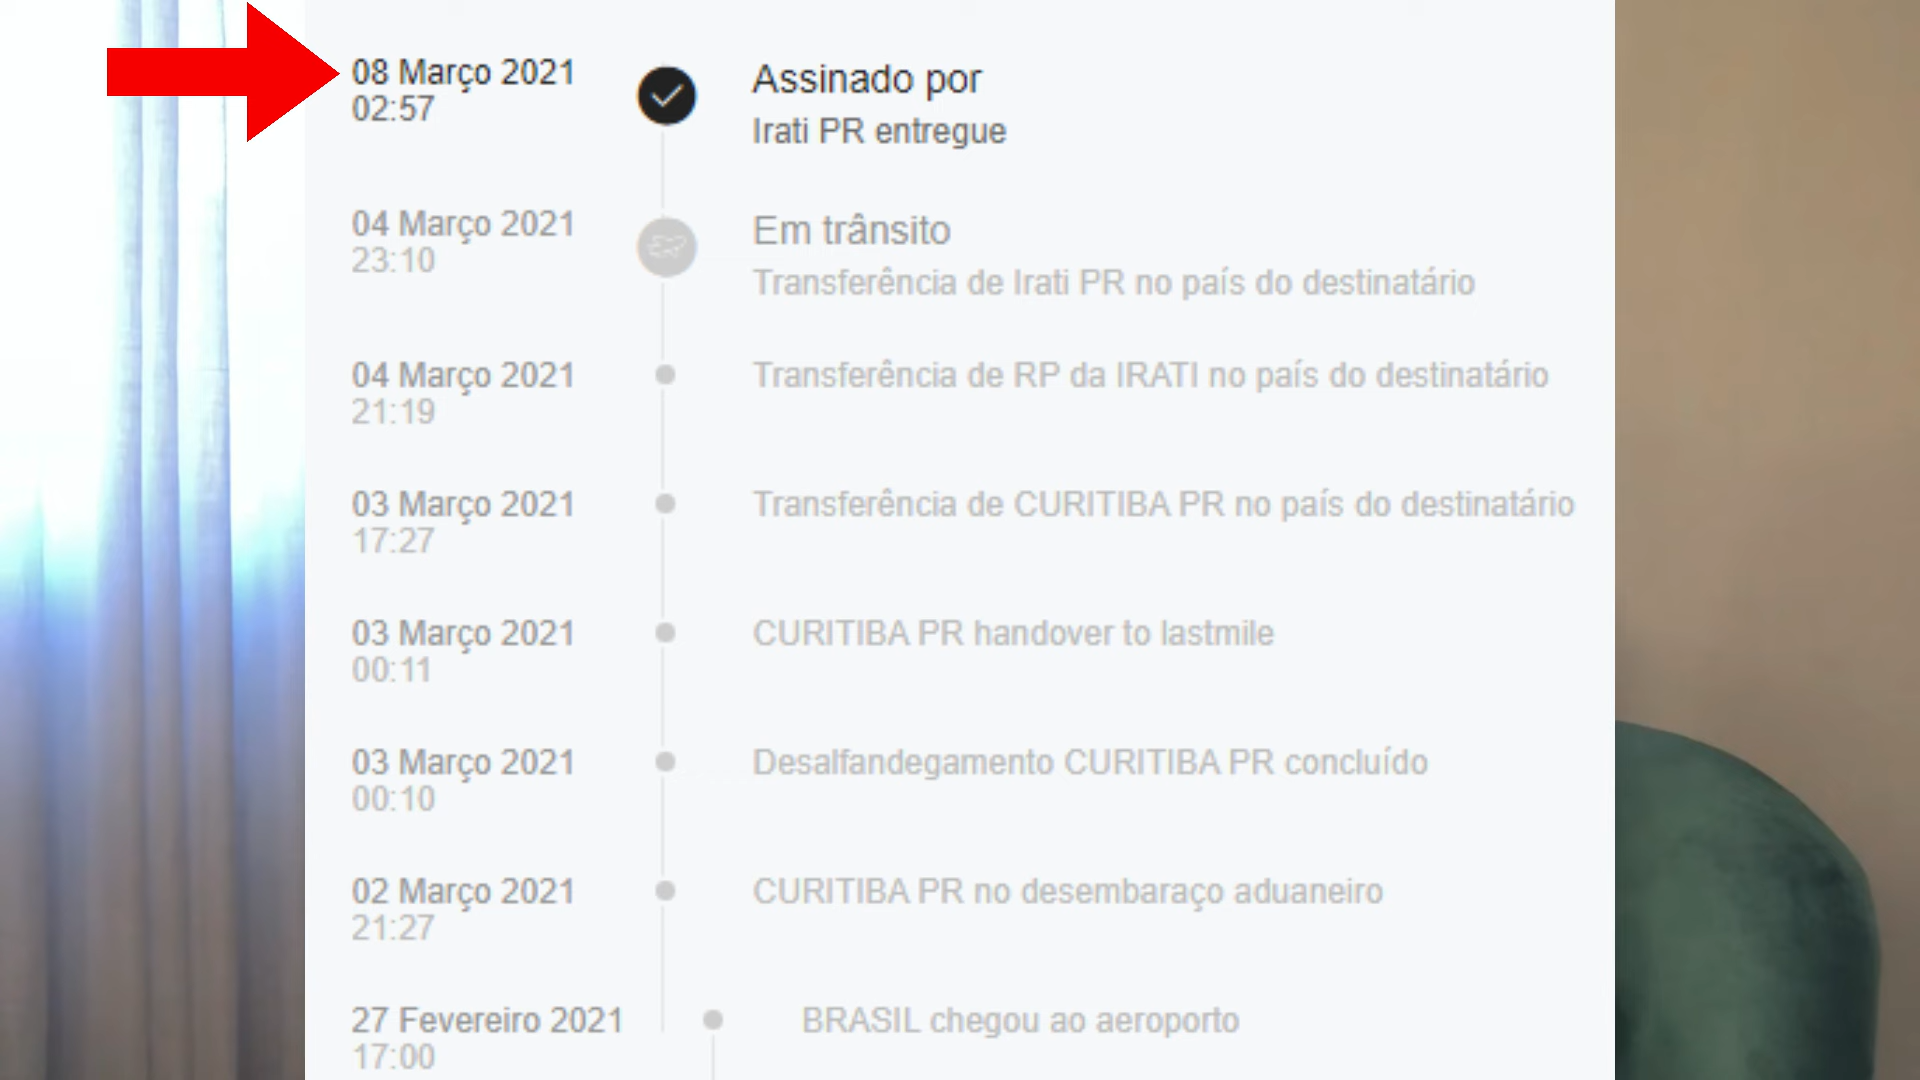 08 Março 2021
02:57
Assinado por
Irati PR entregue
04 Março 2021
23:10
Em trânsito
Transferência de Irati PR no país do destinatário
04 Março 2021
21:19
Transferência de RP da IRATI no país do destinatário
03 Março 2021
17:27
Transferência de CURITIBA PR no país do destinatário
03 Março 2021
00:11
CURITIBA PR handover to lastmile
03 Março 2021
00:10
Desalfandegamento CURITIBA PR concluído
02 Março 2021
21:27
CURITIBA PR no desembaraço aduaneiro
27 Fevereiro 2021
17:00
BRASIL chegou ao aeroporto